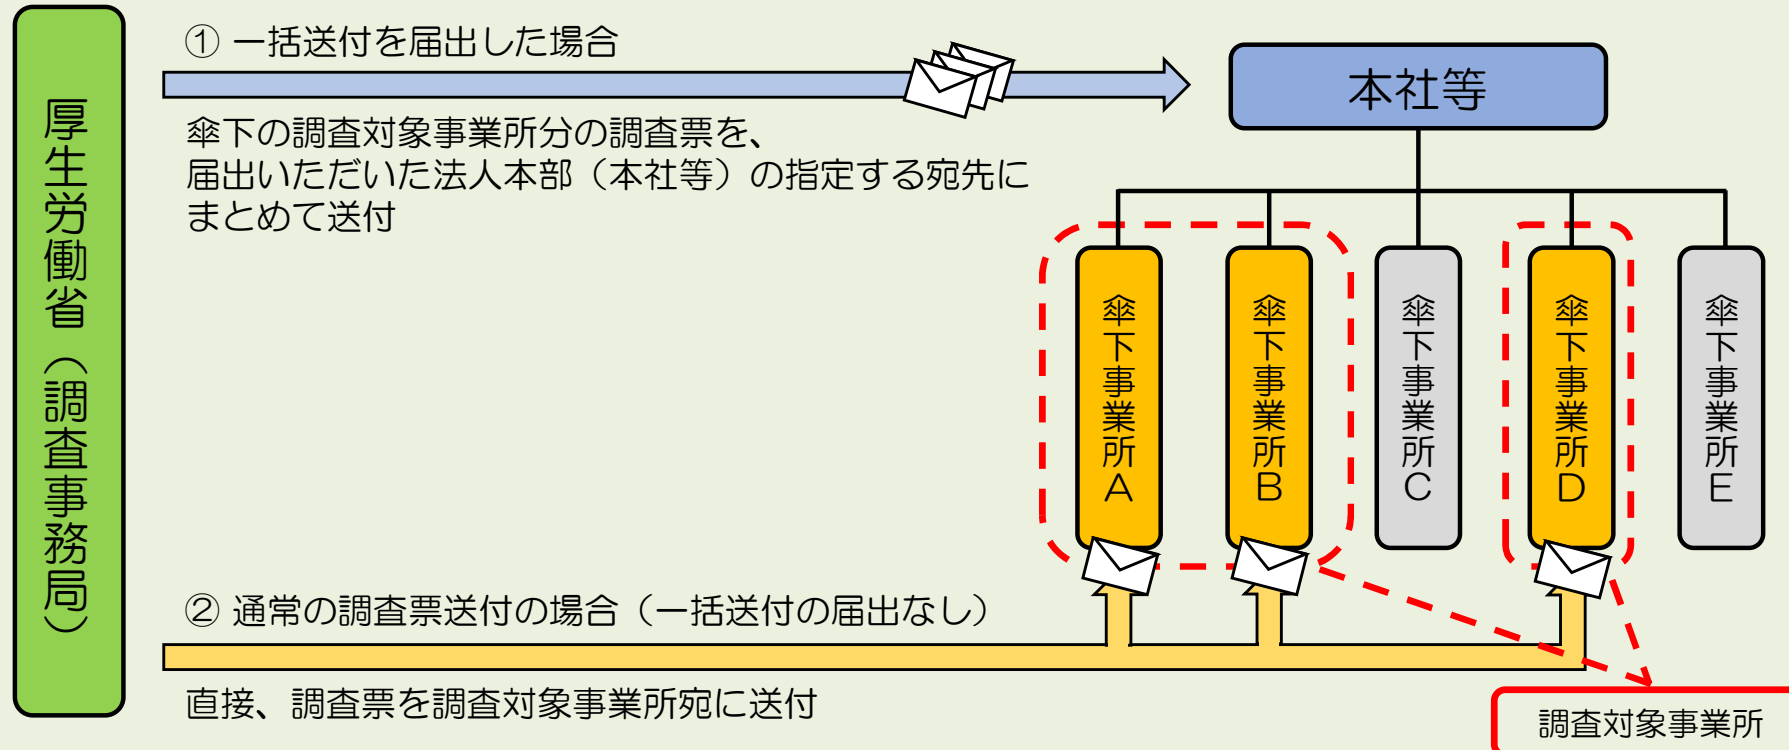 厚生労働省（調査事務局）
① 一括送付を届出した場合
傘下の調査対象事業所分の調査票を、
届出いただいた法人本部（本社等）の指定する宛先に
まとめて送付
本社等
傘下事業所A
傘下事業所B
傘下事業所C
傘下事業所D
傘下事業所E
② 通常の調査票送付の場合（一括送付の届出なし）
直接、調査票を調査対象事業所宛に送付
調査対象事業所